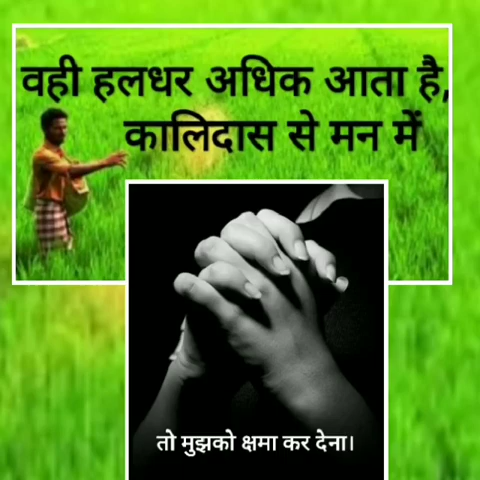 वही हलधर अधिक आता है,
कालिदास से मन में
तो मुझको क्षमा कर देना।